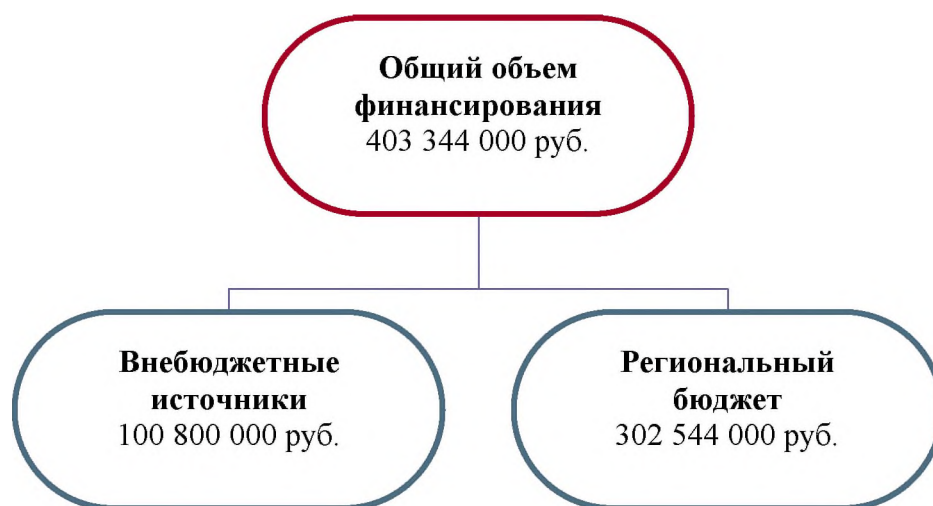 Общий объем
финансирования
403 344 000 руб.
Внебюджетные
источники
100 800 000 руб.
Региональный
бюджет
302 544 000 руб.